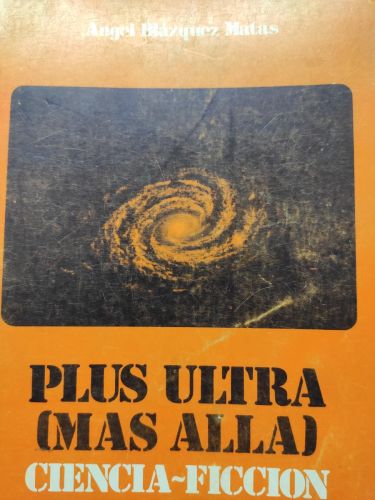 Angel Blázquez Matas
PLUS ULTRA
(MAS ALLA)
CIENCIA~FICCION